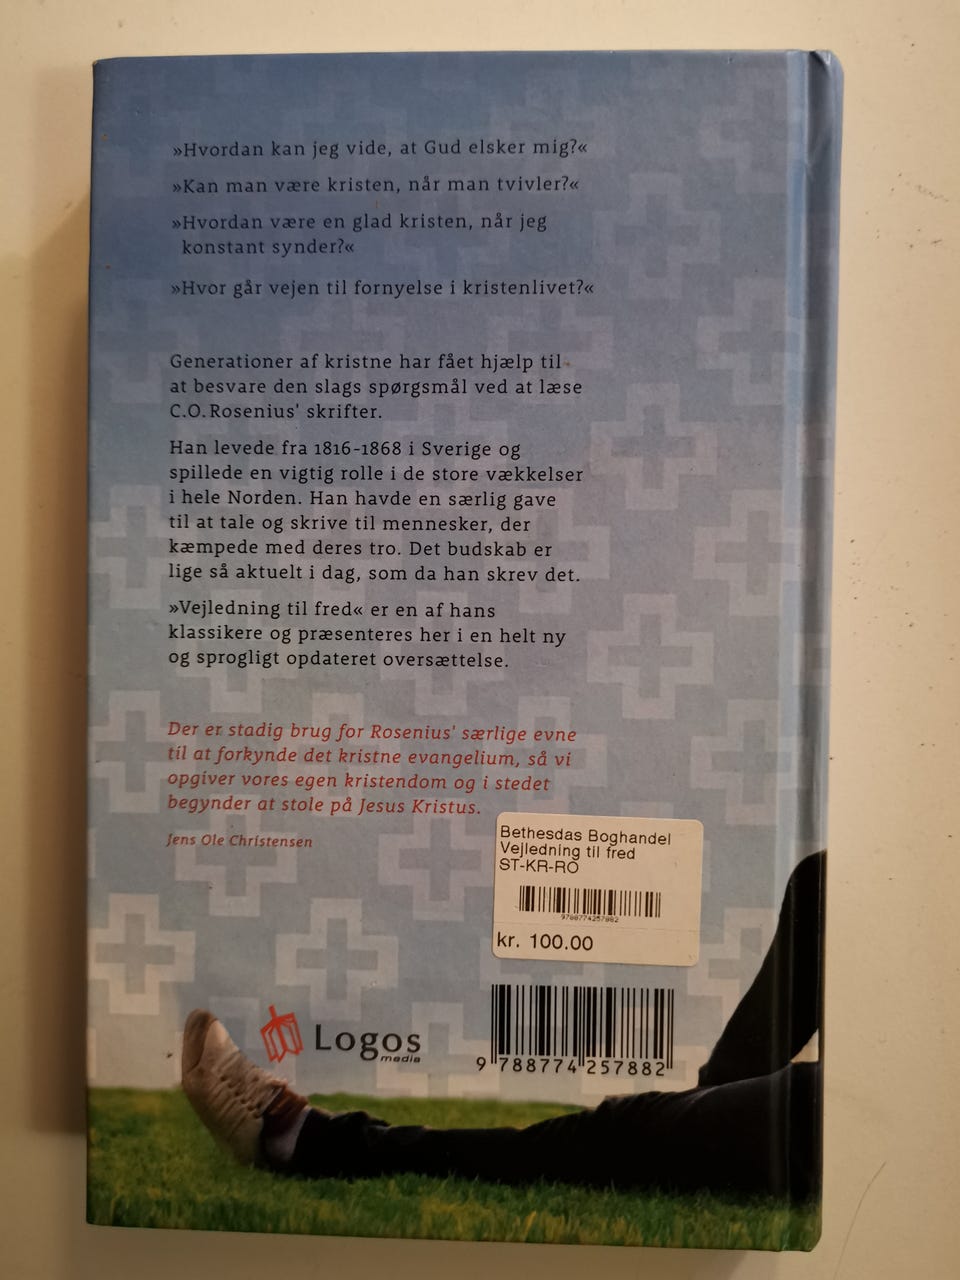 »Hvordan kan jeg vide, at Gud elsker mig?«
»Kan man være kristen, når man tvivler?«
»Hvordan være en glad kristen, når jeg
konstant synder?«
»Hvor går vejen til fornyelse i kristenlivet?«
Generationer af kristne har fået hjælp til
at besvare den slags spørgsmål ved at læse
C.O. Rosenius' skrifter.
Han levede fra 1816-1868 i Sverige og
spillede en vigtig rolle i de store vækkelser
i hele Norden. Han havde en særlig gave
til at tale og skrive til mennesker, der
kæmpede med deres tro. Det budskab er
lige så aktuelt i dag, som da han skrev det.
»Vejledning til fred« er en af hans
klassikere og præsenteres her i en helt ny
og sprogligt opdateret oversættelse.
Der er stadig brug for Rosenius' særlige evne
til at forkynde det kristne evangelium, så vi
opgiver vores egen kristendom og i stedet
begynder at stole på Jesus Kristus.
Jens Ole Christensen
Bethesdas Boghandel
Vejledning til fred
ST-KR-RO
9788774257882
kr. 100.00
Logos
media
9 788774 257882